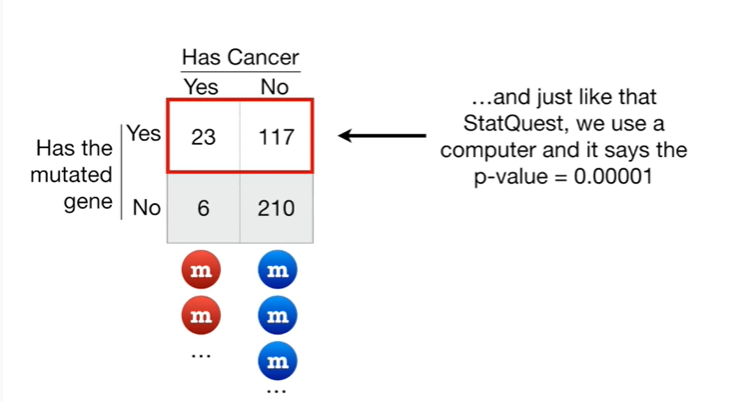 Has Cancer
Yes No
Has the
mutated
gene
Yes 23 117
No 6 210
m m
m m
... m
...
...and just like that
StatQuest, we use a
computer and it says the
p-value = 0.00001